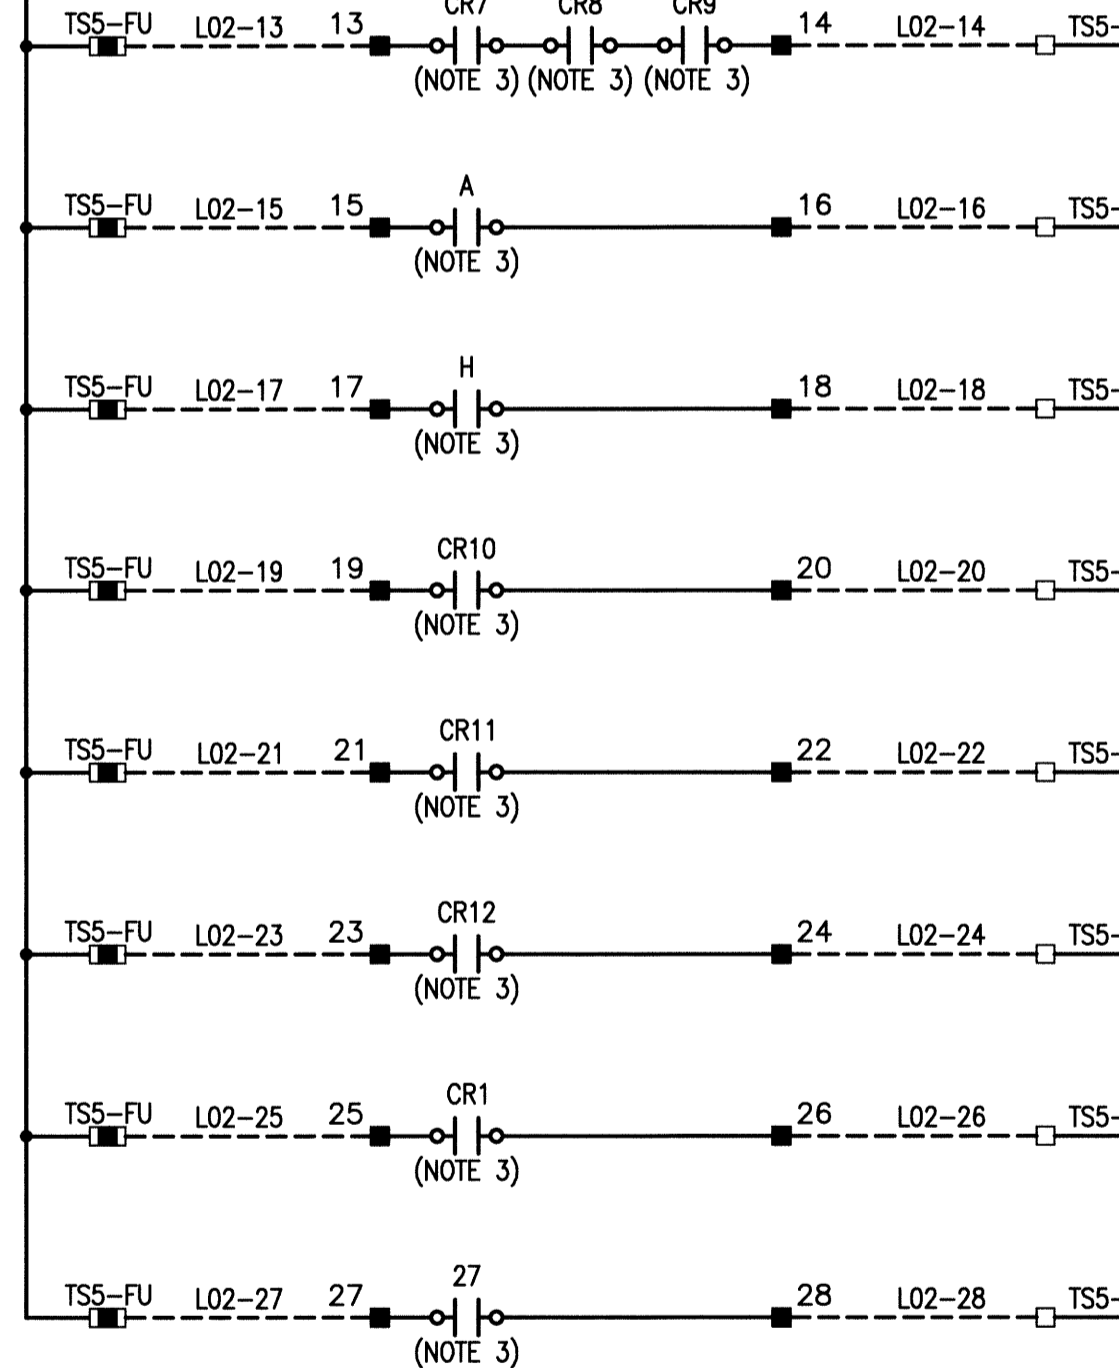 CR7 CR8 CR9
TS5-FU L02-13 13 14 L02-14 TS5-
(NOTE 3) (NOTE 3) (NOTE 3)
A
TS5-FU L02-15 15 16 L02-16 TS5-
(NOTE 3)
H
TS5-FU L02-17 17 18 L02-18 TS5-
(NOTE 3)
CR10
TS5-FU L02-19 19 20 L02-20 TS5-
(NOTE 3)
CR11
TS5-FU L02-21 21 22 L02-22 TS5-
(NOTE 3)
CR12
TS5-FU L02-23 23 24 L02-24 TS5-
(NOTE 3)
CR1
TS5-FU L02-25 25 26 L02-26 TS5-
(NOTE 3)
27
TS5-FU L02-27 27 28 L02-28 TS5-
(NOTE 3)